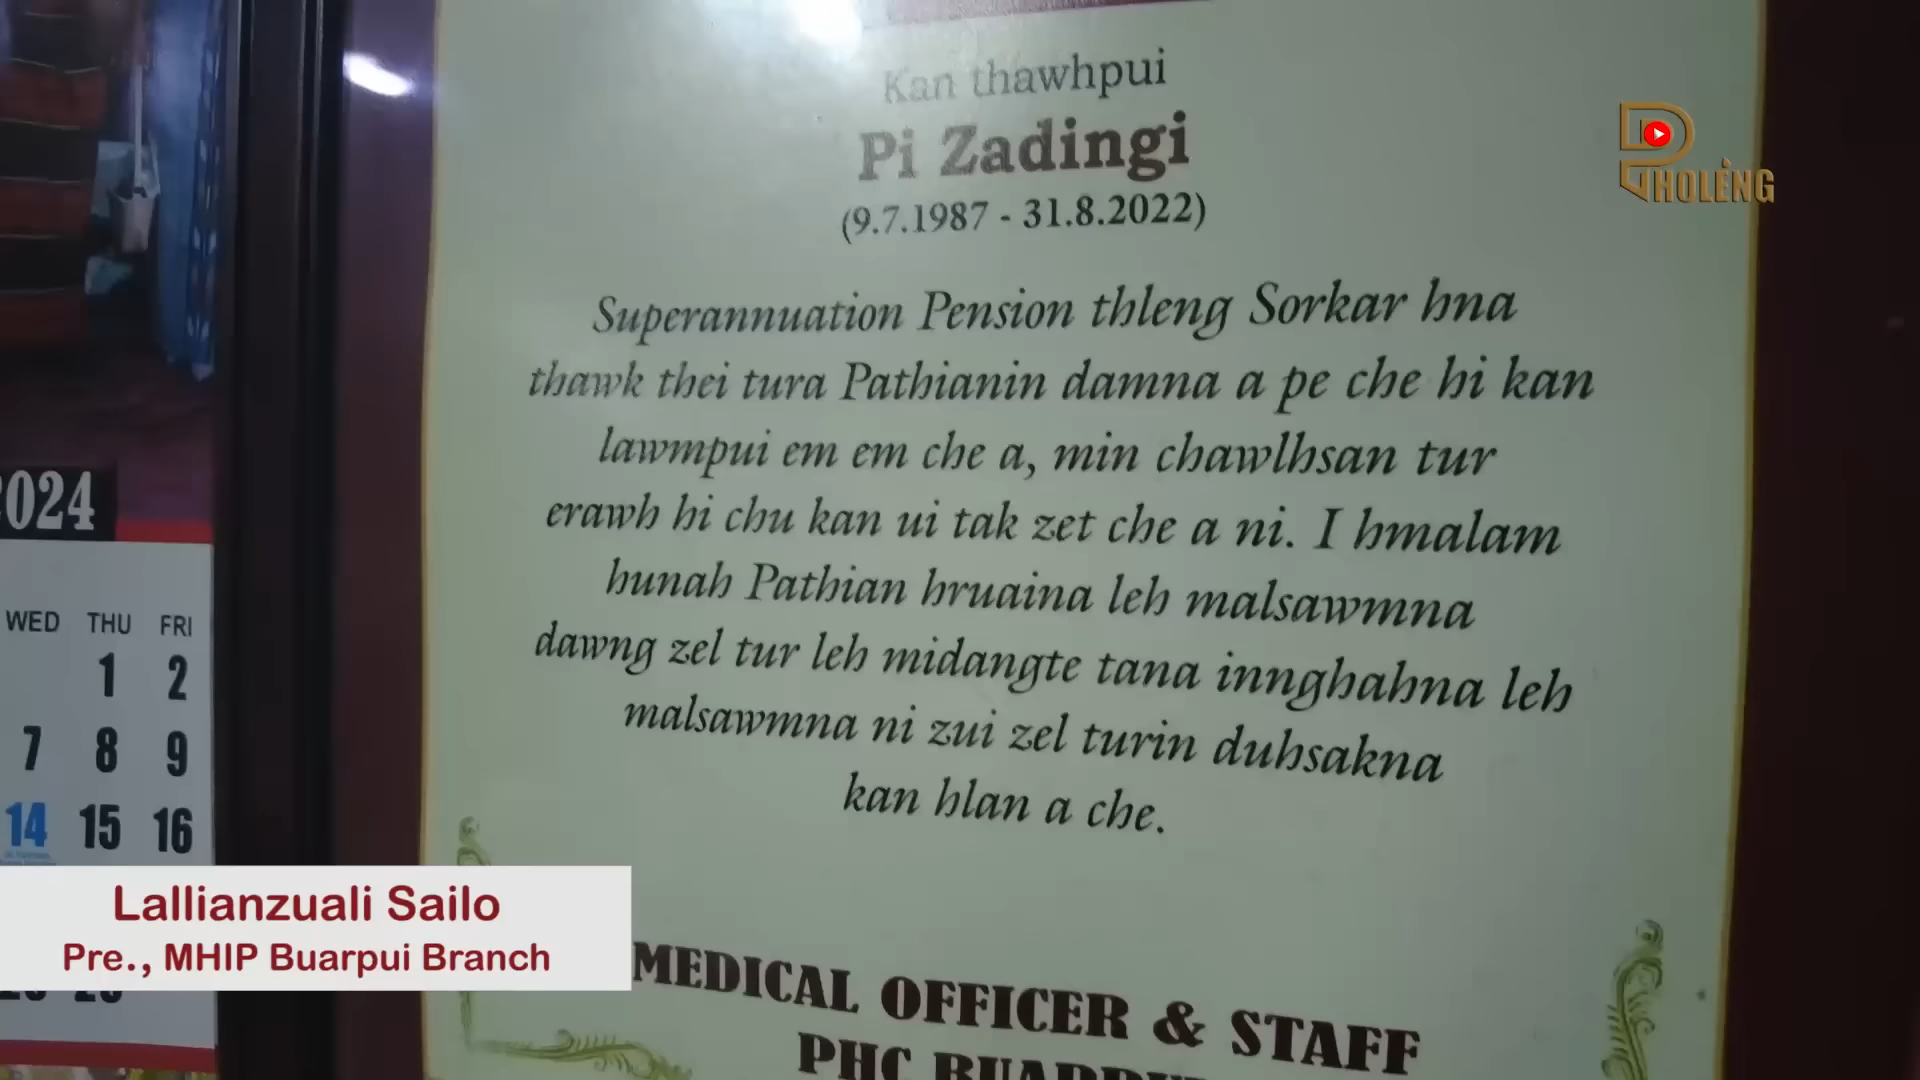 Kan thawhpui
Pi Zadingi
(9.7.1987 - 31.8.2022)
Superannuation Pension thleng Sorkar hna
thawk thei tura Pathianin damna a pe che hi kan
lawmpui em em che a, min chawlhsan tur
erawh hi chu kan ui tak zet che a ni. I hmalam
hunah Pathian hruaina leh malsawmna
dawng zel tur leh midangte tana innghahna leh
malsawmna ni zui zel turin duhsakna
kan hlan a che.
MEDICAL OFFICER & STAFF
PHC
HOLÈNG
2024
WED THU FRI
1 2
7 8 9
14 15 16
Lallianzuali Sailo
Pre., MHIP Buarpui Branch